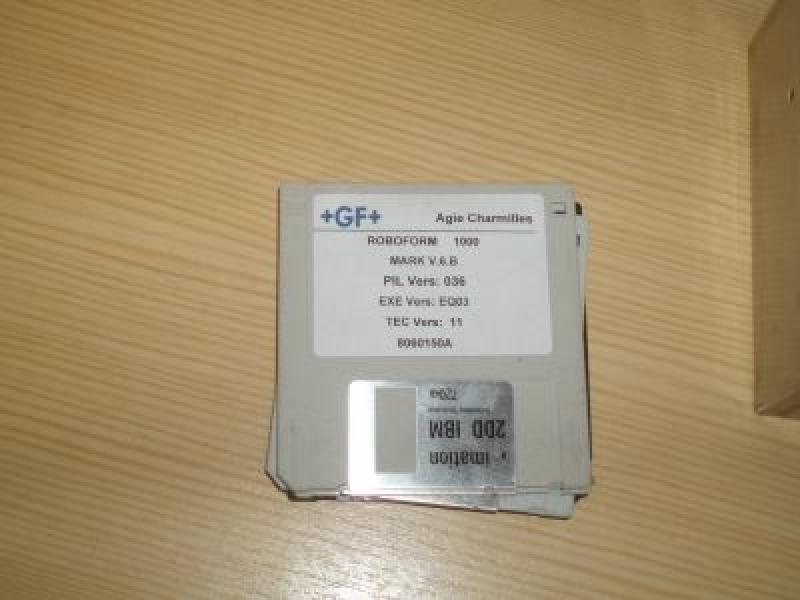 +GF+ Agie Charmilles
ROBOFORM 1000
MARK V.6.B
PIL Vers: 036
EXE Vers: EQ03
TEC Vers: 11
8060150A
imation
2DD IBM
720KB